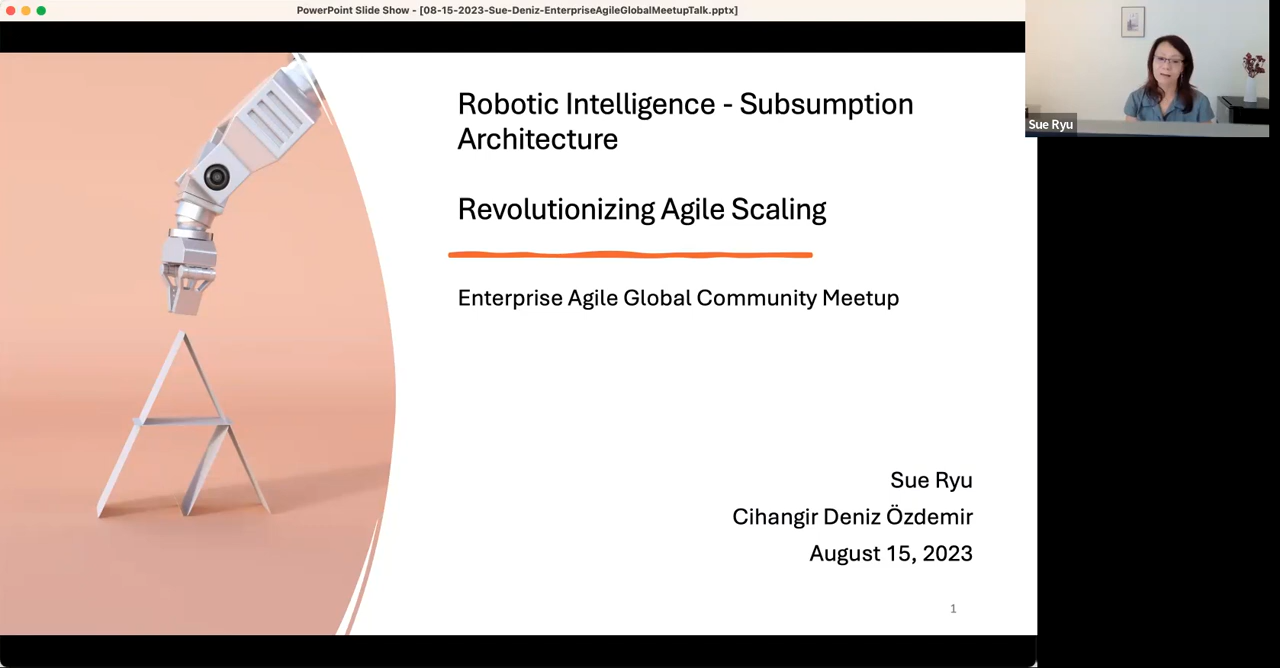 PowerPoint Slide Show - [08-15-2023-Sue-Deniz-EnterpriseAgileGlobalMeetupTalk.pptx]
Sue Ryu
Robotic Intelligence - Subsumption
Architecture
Revolutionizing Agile Scaling
Enterprise Agile Global Community Meetup
Sue Ryu
Cihangir Deniz Özdemir
August 15, 2023
1